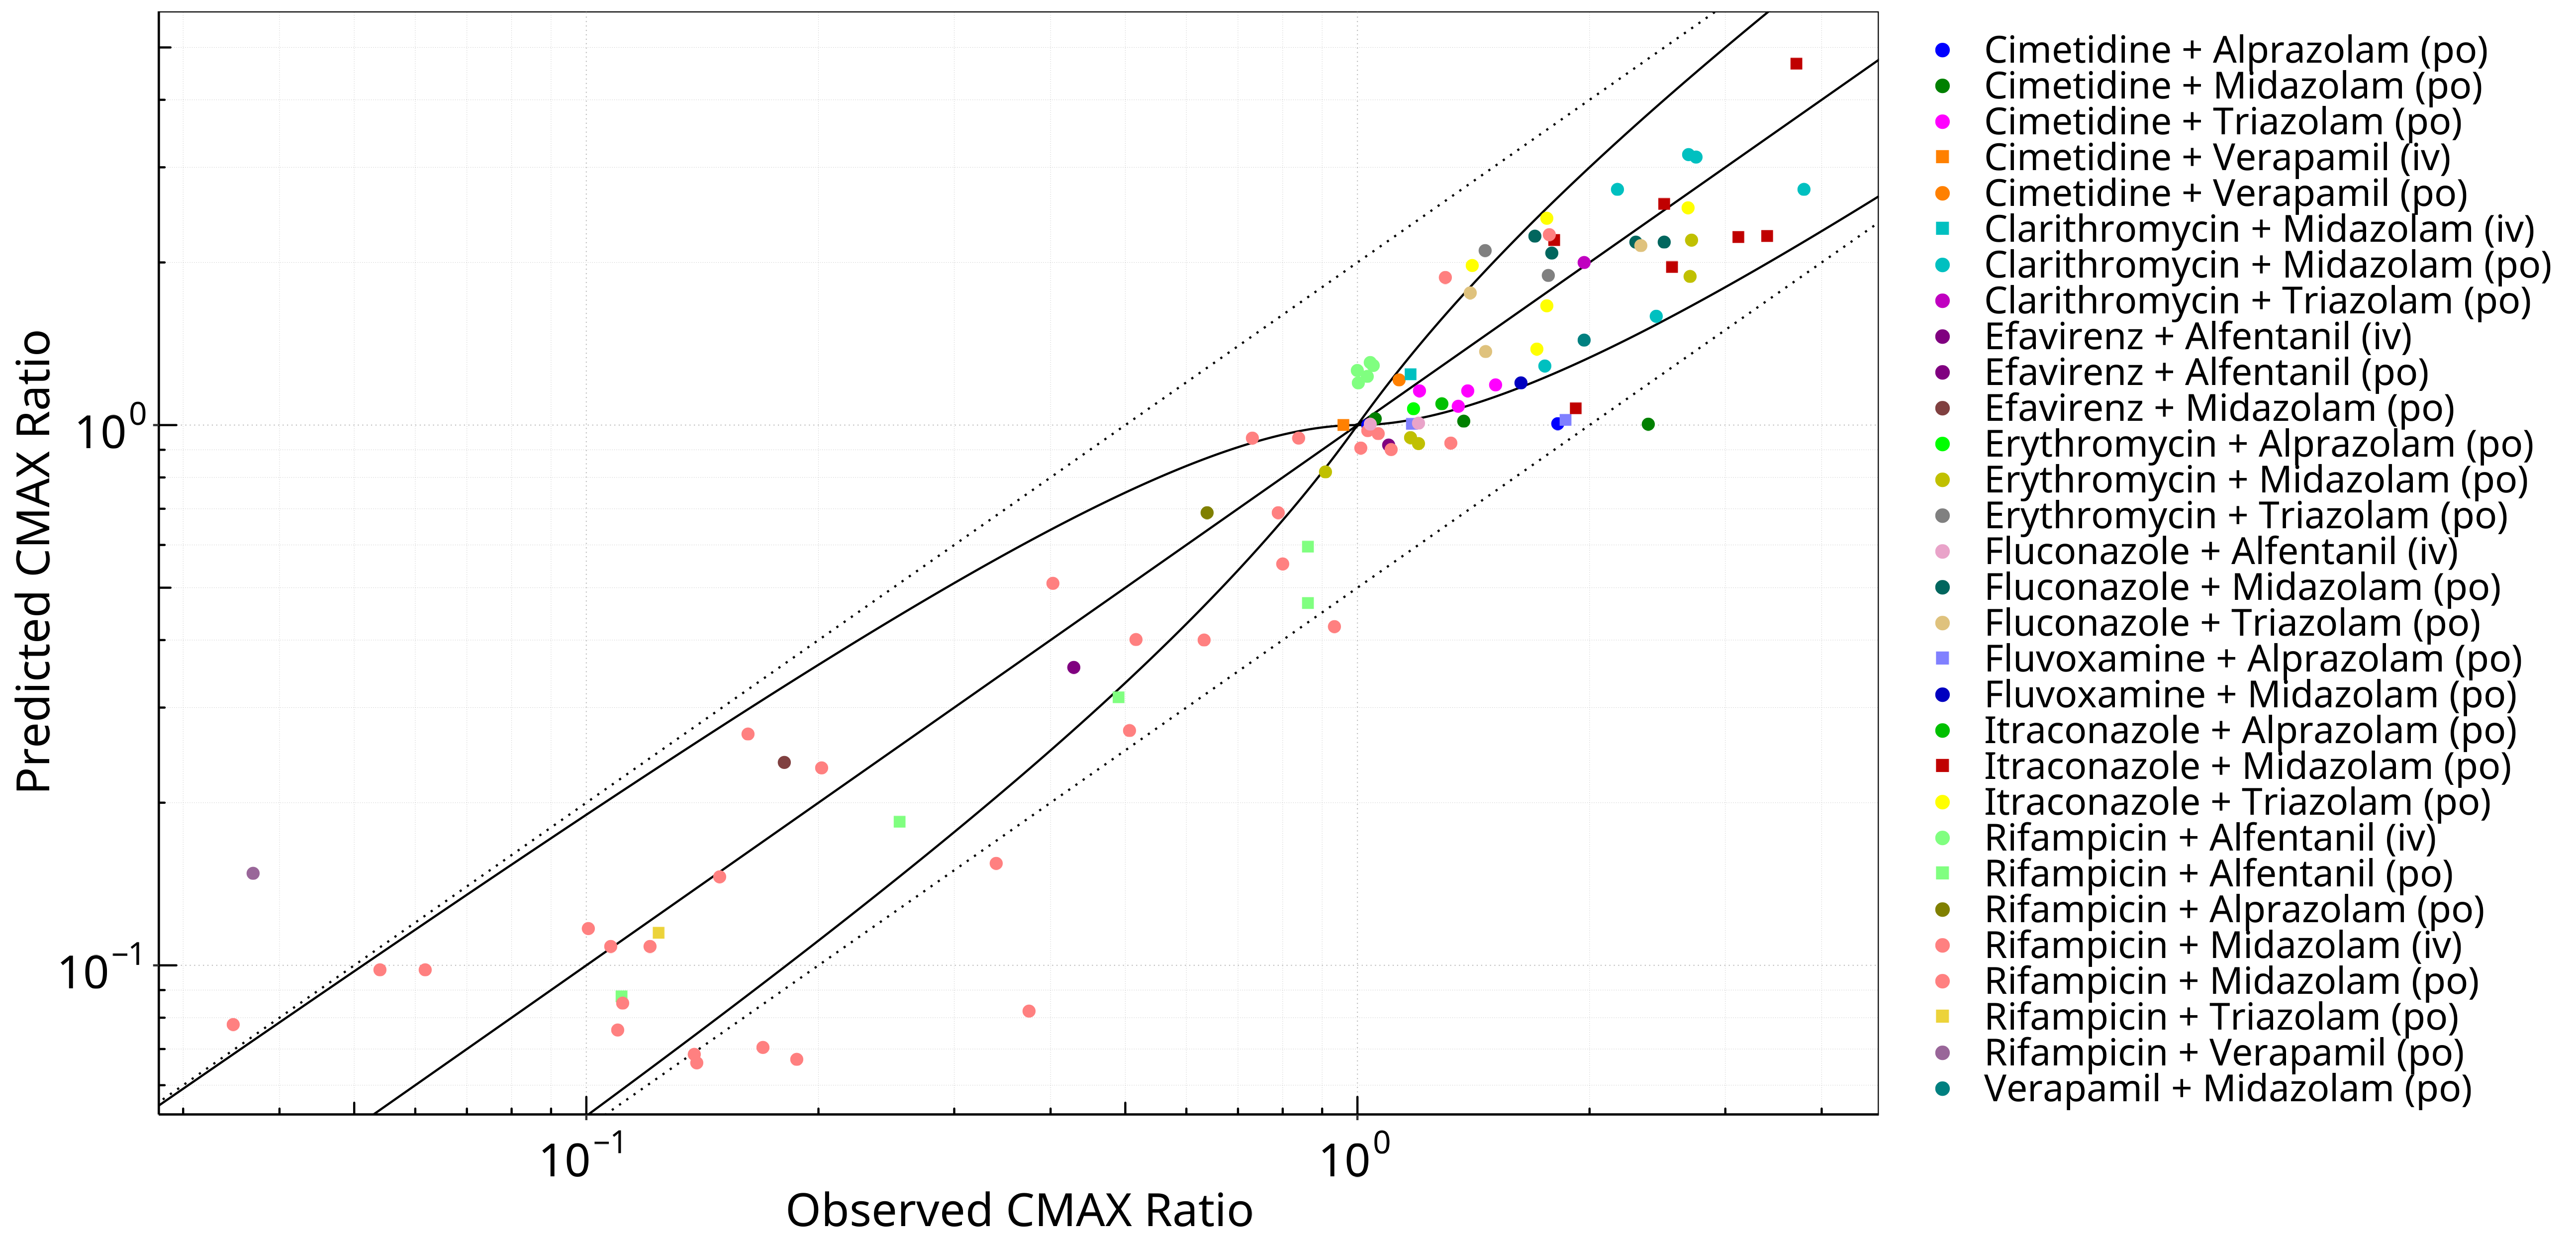 Predicted CMAX Ratio
10⁰
10⁻¹
10⁻¹
10⁰
Observed CMAX Ratio
Cimetidine + Alprazolam (po)
Cimetidine + Midazolam (po)
Cimetidine + Triazolam (po)
Cimetidine + Verapamil (iv)
Cimetidine + Verapamil (po)
Clarithromycin + Midazolam (iv)
Clarithromycin + Midazolam (po)
Clarithromycin + Triazolam (po)
Efavirenz + Alfentanil (iv)
Efavirenz + Alfentanil (po)
Efavirenz + Midazolam (po)
Erythromycin + Alprazolam (po)
Erythromycin + Midazolam (po)
Erythromycin + Triazolam (po)
Fluconazole + Alfentanil (iv)
Fluconazole + Midazolam (po)
Fluconazole + Triazolam (po)
Fluvoxamine + Alprazolam (po)
Fluvoxamine + Midazolam (po)
Itraconazole + Alprazolam (po)
Itraconazole + Midazolam (po)
Itraconazole + Triazolam (po)
Rifampicin + Alfentanil (iv)
Rifampicin + Alfentanil (po)
Rifampicin + Alprazolam (po)
Rifampicin + Midazolam (iv)
Rifampicin + Midazolam (po)
Rifampicin + Triazolam (po)
Rifampicin + Verapamil (po)
Verapamil + Midazolam (po)